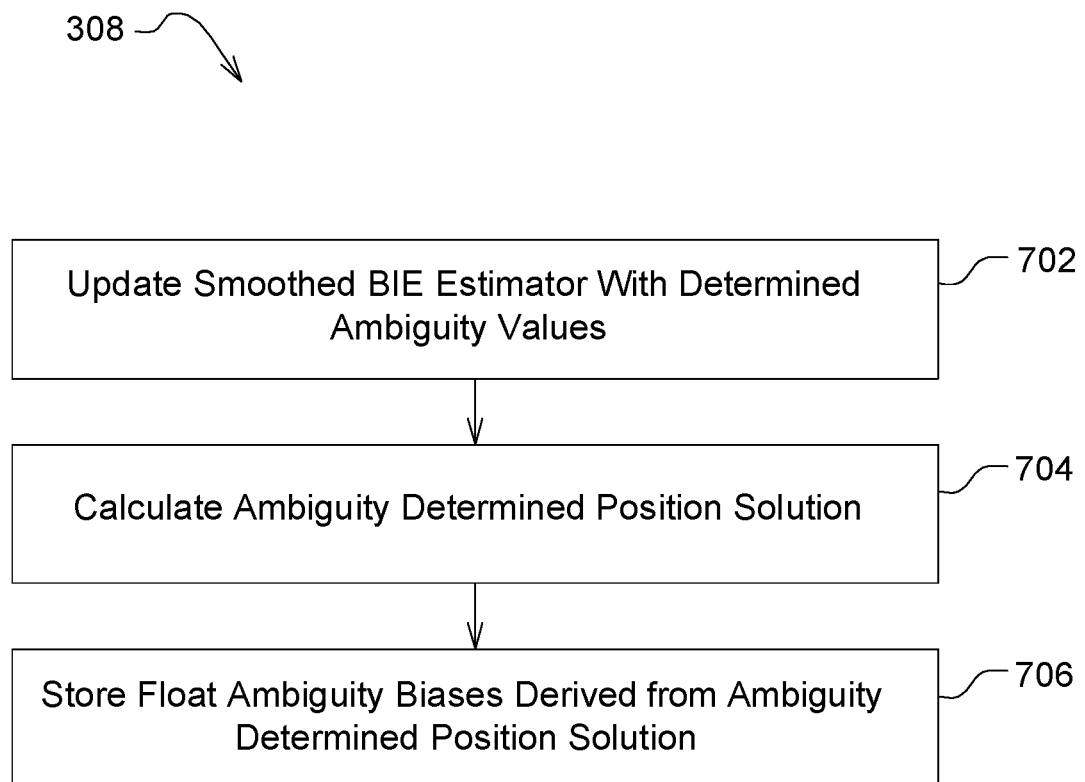 308
702
Update Smoothed BIE Estimator With Determined
Ambiguity Values
704
Calculate Ambiguity Determined Position Solution
706
Store Float Ambiguity Biases Derived from Ambiguity
Determined Position Solution